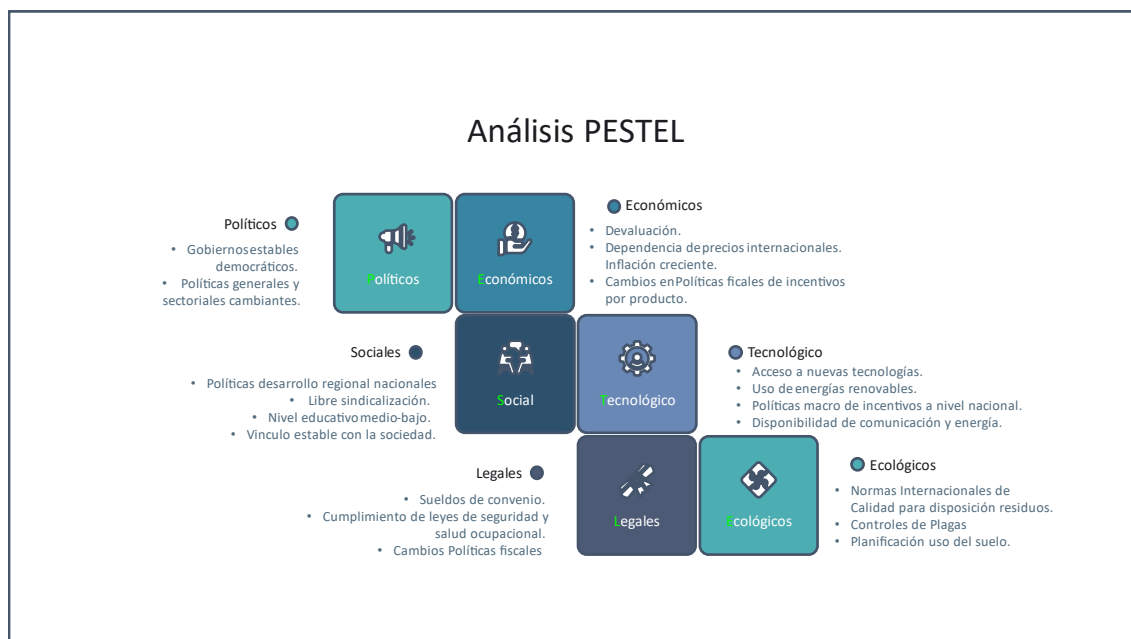 Análisis PESTEL
Políticos
• Gobiernos estables
democráticos.
• Políticas generales y
sectoriales cambiantes.
Políticos
Económicos
Económicos
• Devaluación.
• Dependencia de precios internacionales.
Inflación creciente.
• Cambios en Políticas ficales de incentivos
por producto.
Sociales
• Políticas desarrollo regional nacionales
• Libre sindicalización.
• Nivel educativo medio-bajo.
• Vinculo estable con la sociedad.
Social
Tecnológico
Tecnológico
• Acceso a nuevas tecnologías.
• Uso de energías renovables.
• Políticas macro de incentivos a nivel nacional.
• Disponibilidad de comunicación y energía.
Legales
• Sueldos de convenio.
• Cumplimiento de leyes de seguridad y
salud ocupacional.
• Cambios Políticas fiscales
Legales
Ecológicos
Ecológicos
• Normas Internacionales de
Calidad para disposición residuos.
• Controles de Plagas
• Planificación uso del suelo.